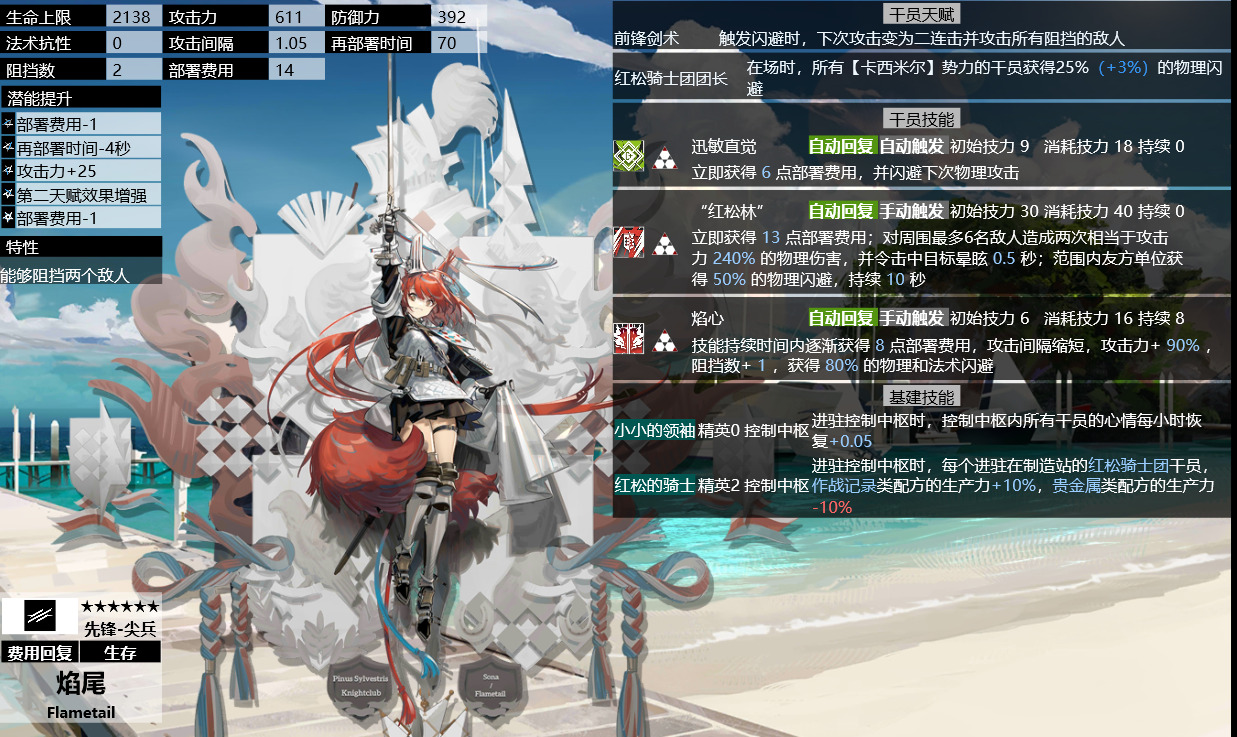 生命上限 2138 攻击力 611 防御力 392
法术抗性 0 攻击间隔 1.05 再部署时间 70
阻挡数 2 部署费用 14
潜能提升
部署费用-1
再部署时间-4秒
攻击力+25
第二天赋效果增强
部署费用-1
特性
能够阻挡两个敌人
★★★★★★
先锋-尖兵
费用回复 生存
焰尾
Flametail
Pinus Sylvestris
Knightclub
Sona
/
Flametail
干员天赋
前锋剑术 触发闪避时，下次攻击变为二连击并攻击所有阻挡的敌人
红松骑士团团长 在场时，所有【卡西米尔】势力的干员获得25%（+3%）的物理闪
避
干员技能
迅敏直觉 自动回复 自动触发 初始技力 9 消耗技力 18 持续 0
立即获得 6 点部署费用，并闪避下次物理攻击
“红松林” 自动回复 手动触发 初始技力 30 消耗技力 40 持续 0
立即获得 13 点部署费用；对周围最多6名敌人造成两次相当于攻击
力 240% 的物理伤害，并令击中目标晕眩 0.5 秒；范围内友方单位获
得 50% 的物理闪避，持续 10 秒
焰心 自动回复 手动触发 初始技力 6 消耗技力 16 持续 8
技能持续时间内逐渐获得 8 点部署费用，攻击间隔缩短，攻击力+ 90% ，
阻挡数+ 1 ，获得 80% 的物理和法术闪避
基建技能
小小的领袖 精英0 控制中枢 进驻控制中枢时，控制中枢内所有干员的心情每小时恢
复+0.05
红松的骑士 精英2 控制中枢 进驻控制中枢时，每个进驻在制造站的红松骑士团干员，
作战记录类配方的生产力+10%，贵金属类配方的生产力
-10%